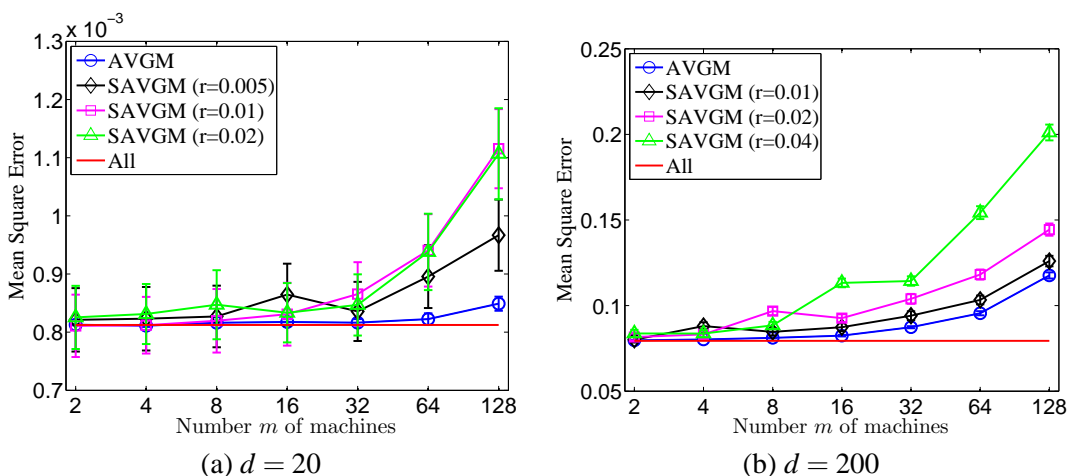 x 10^-3
1.3
1.2
1.1
1
0.9
0.8
0.7
Mean Square Error
AVGM
SAVGM (r=0.005)
SAVGM (r=0.01)
SAVGM (r=0.02)
All
2 4 8 16 32 64 128
Number m of machines
(a) d = 20
0.25
0.2
0.15
0.1
0.05
Mean Square Error
AVGM
SAVGM (r=0.01)
SAVGM (r=0.02)
SAVGM (r=0.04)
All
2 4 8 16 32 64 128
Number m of machines
(b) d = 200